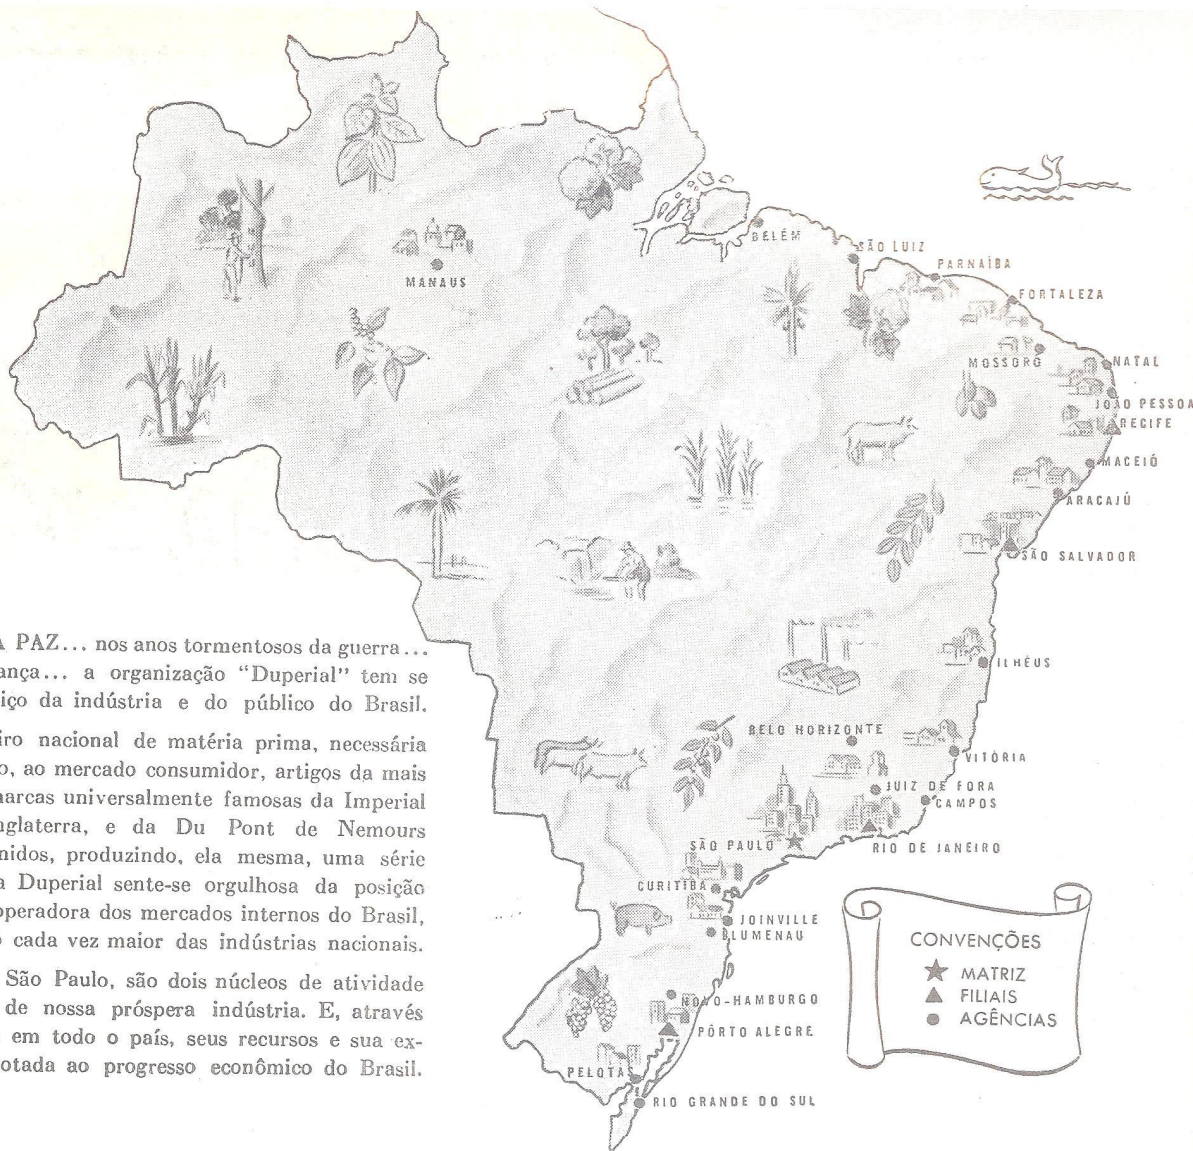 MANAUS
BELÉM
SÃO LUIZ
PARNAÍBA
FORTALEZA
MOSSORÓ
NATAL
JOÃO PESSOA
RECIFE
MACEIÓ
ARACAJÚ
SÃO SALVADOR
ILHÉUS
BELO HORIZONTE
VITÓRIA
JUIZ DE FORA
CAMPOS
SÃO PAULO
RIO DE JANEIRO
CURITIBA
JOINVILLE
BLUMENAU
NOVO-HAMBURGO
PÔRTO ALEGRE
PELOTAS
RIO GRANDE DO SUL
CONVENÇÕES
MATRIZ
FILIAIS
AGÊNCIAS
A PAZ... nos anos tormentosos da guerra...
ança... a organização “Duperial” tem se
iço da indústria e do público do Brasil.
iro nacional de matéria prima, necessária
o, ao mercado consumidor, artigos da mais
narcas universalmente famosas da Imperial
nglaterra, e da Du Pont de Nemours
nidos, produzindo, ela mesma, uma série
a Duperial sente-se orgulhosa da posição
operadora dos mercados internos do Brasil,
o cada vez maior das indústrias nacionais.
São Paulo, são dois núcleos de atividade
de nossa próspera indústria. E, através
em todo o país, seus recursos e sua ex-
otada ao progresso econômico do Brasil.